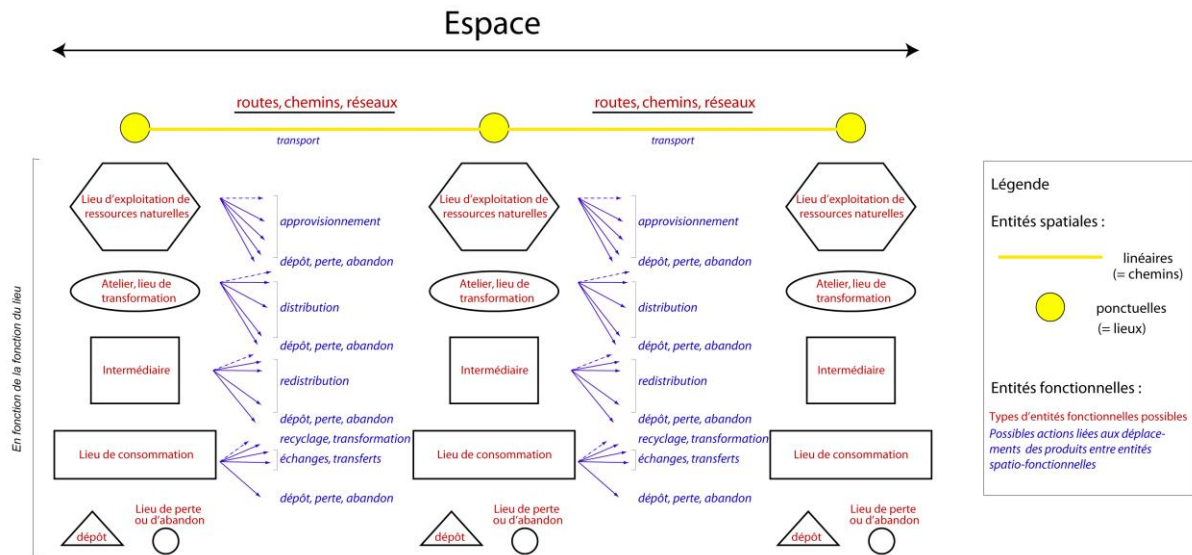 Espace
routes, chemins, réseaux
routes, chemins, réseaux
transport
transport
En fonction de la fonction du lieu
Lieu d'exploitation de
ressources naturelles
approvisionnement
dépôt, perte, abandon
Atelier, lieu de
transformation
distribution
dépôt, perte, abandon
Intermédiaire
redistribution
dépôt, perte, abandon
recyclage, transformation
Lieu de consommation
échanges, transferts
dépôt, perte, abandon
dépôt
Lieu de perte
ou d'abandon
Lieu d'exploitation de
ressources naturelles
approvisionnement
dépôt, perte, abandon
Atelier, lieu de
transformation
distribution
dépôt, perte, abandon
Intermédiaire
redistribution
dépôt, perte, abandon
recyclage, transformation
Lieu de consommation
échanges, transferts
dépôt, perte, abandon
dépôt
Lieu de perte
ou d'abandon
Lieu d'exploitation de
ressources naturelles
Atelier, lieu de
transformation
Intermédiaire
Lieu de consommation
dépôt
Lieu de perte
ou d'abandon
Légende
Entités spatiales :
linéaires
(= chemins)
ponctuelles
(= lieux)
Entités fonctionnelles :
Types d'entités fonctionnelles possibles
Possibles actions liées aux déplace-
ments des produits entre entités
spatio-fonctionnelles